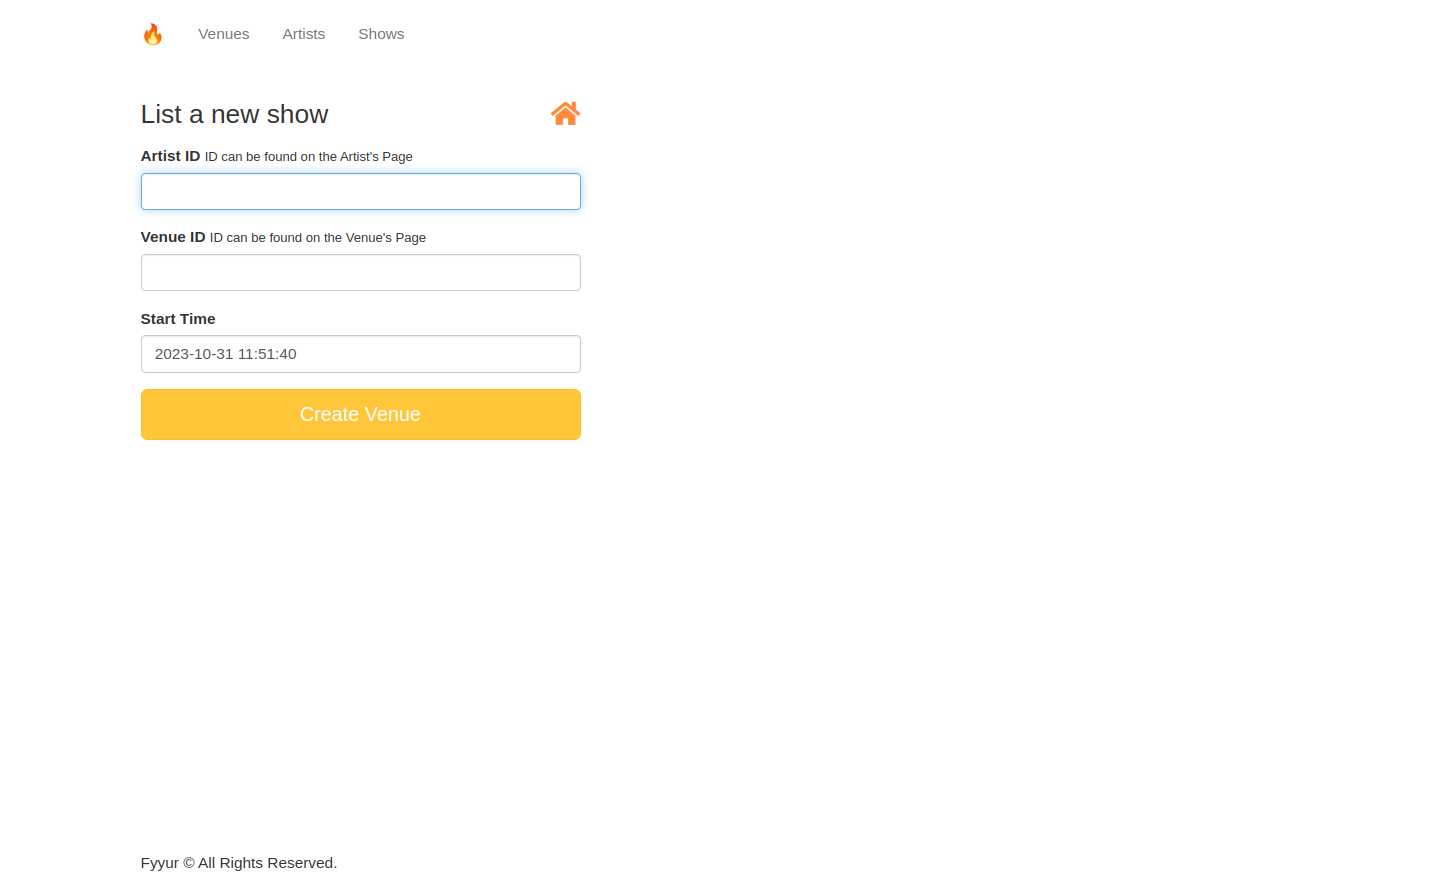 Venues Artists Shows
List a new show
Artist ID ID can be found on the Artist's Page
Venue ID ID can be found on the Venue's Page
Start Time
2023-10-31 11:51:40
Create Venue
Fyyur © All Rights Reserved.